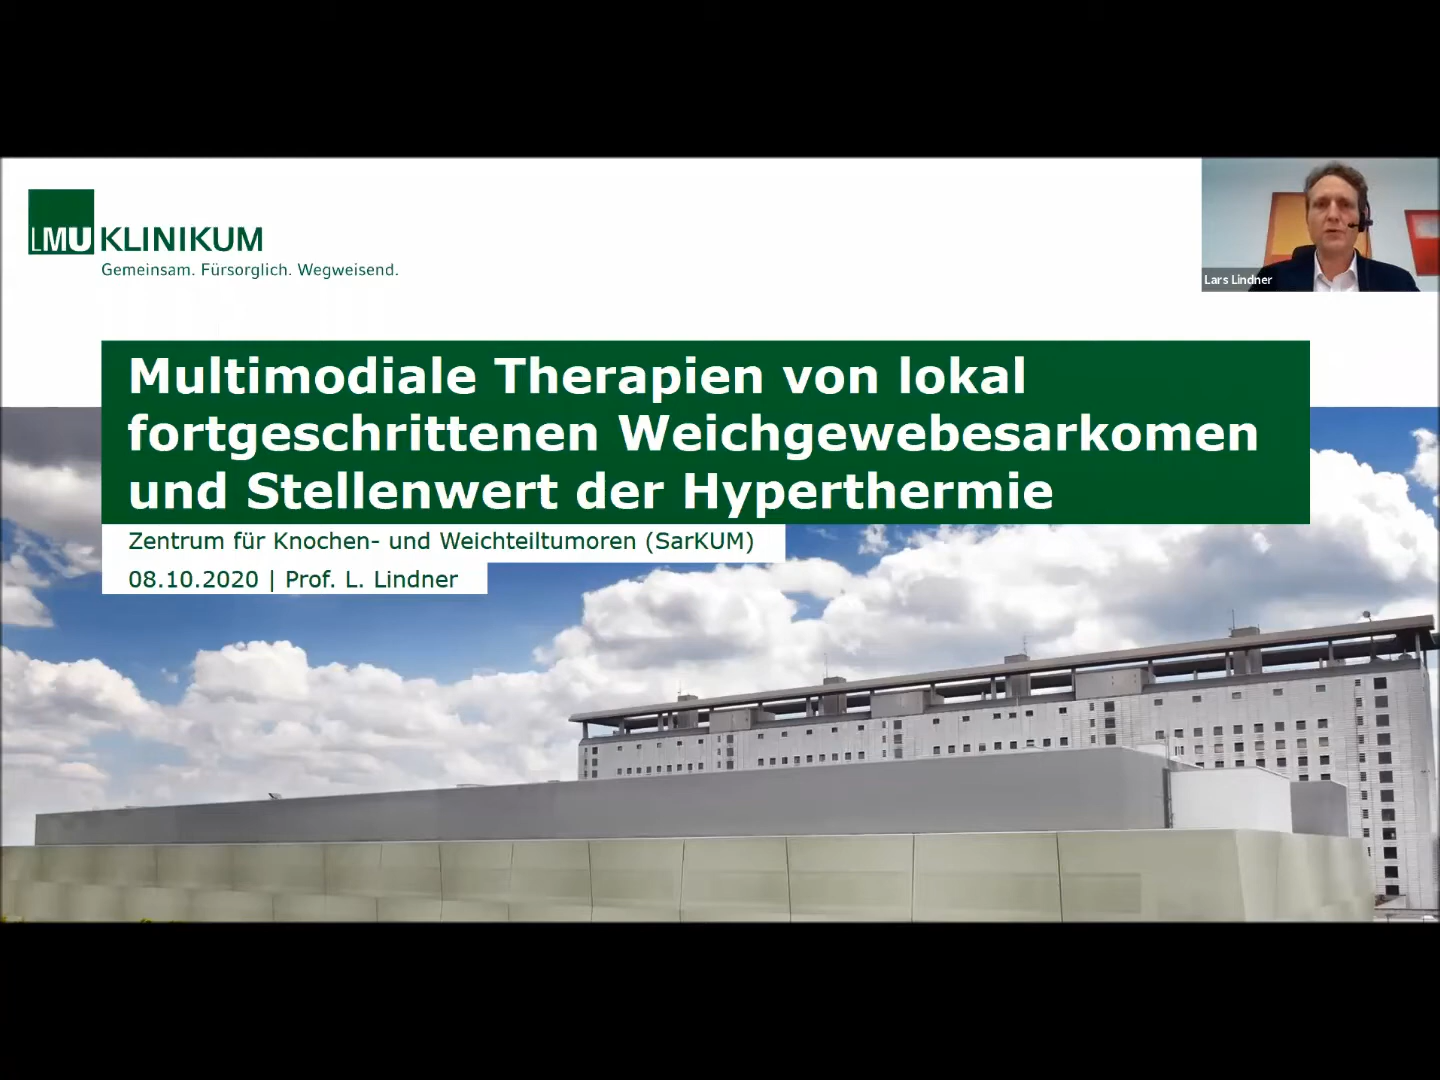 LMU KLINIKUM
Gemeinsam. Fürsorglich. Wegweisend.
Lars Lindner
Multimodiale Therapien von lokal
fortgeschrittenen Weichgewebesarkomen
und Stellenwert der Hyperthermie
Zentrum für Knochen- und Weichteiltumoren (SarKUM)
08.10.2020 | Prof. L. Lindner